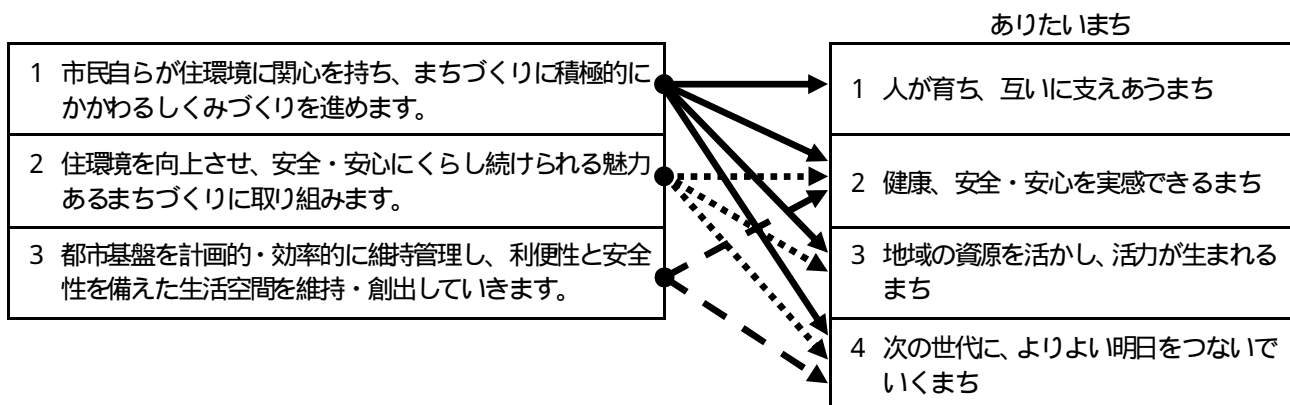 ありたいまち
1 市民自らが住環境に関心を持ち、まちづくりに積極的に
かかわるしくみづくりを進めます。
2 住環境を向上させ、安全・安心にくらし続けられる魅力
あるまちづくりに取り組みます。
3 都市基盤を計画的・効率的に維持管理し、利便性と安全
性を備えた生活空間を維持・創出していきます。
1 人が育ち、互いに支えあうまち
2 健康、安全・安心を実感できるまち
3 地域の資源を活かし、活力が生まれる
まち
4 次の世代に、よりよい明日をつないで
いくまち